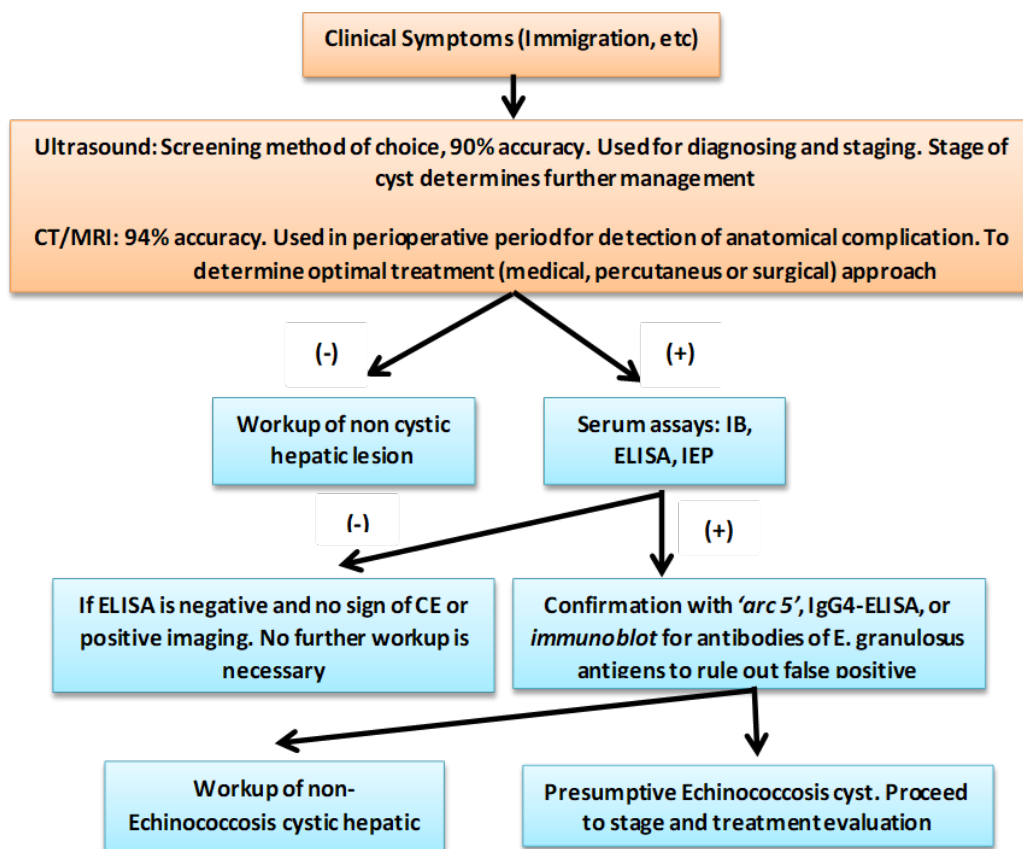 Clinical Symptoms (Immigration, etc)
Ultrasound: Screening method of choice, 90% accuracy. Used for diagnosing and staging. Stage of
cyst determines further management
CT/MRI: 94% accuracy. Used in perioperative period for detection of anatomical complication. To
determine optimal treatment (medical, percutaneus or surgical) approach
(-)
(+)
Workup of non cystic
hepatic lesion
Serum assays: IB,
ELISA, IEP
(-)
(+)
If ELISA is negative and no sign of CE or
positive imaging. No further workup is
necessary
Confirmation with ‘arc 5’, IgG4-ELISA, or
immunoblot for antibodies of E. granulosus
antigens to rule out false positive
Workup of non-
Echinococcosis cystic hepatic
Presumptive Echinococcosis cyst. Proceed
to stage and treatment evaluation